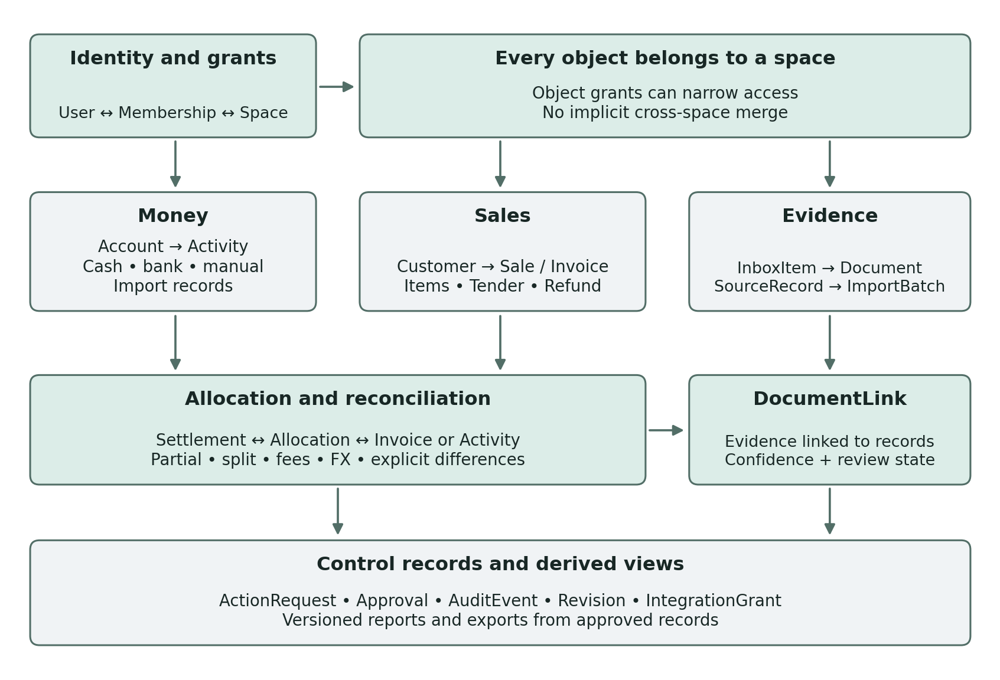 Identity and grants
User ↔ Membership ↔ Space
Every object belongs to a space
Object grants can narrow access
No implicit cross-space merge
Money
Account → Activity
Cash • bank • manual
Import records
Sales
Customer → Sale / Invoice
Items • Tender • Refund
Evidence
InboxItem → Document
SourceRecord → ImportBatch
Allocation and reconciliation
Settlement ↔ Allocation ↔ Invoice or Activity
Partial • split • fees • FX • explicit differences
DocumentLink
Evidence linked to records
Confidence + review state
Control records and derived views
ActionRequest • Approval • AuditEvent • Revision • IntegrationGrant
Versioned reports and exports from approved records